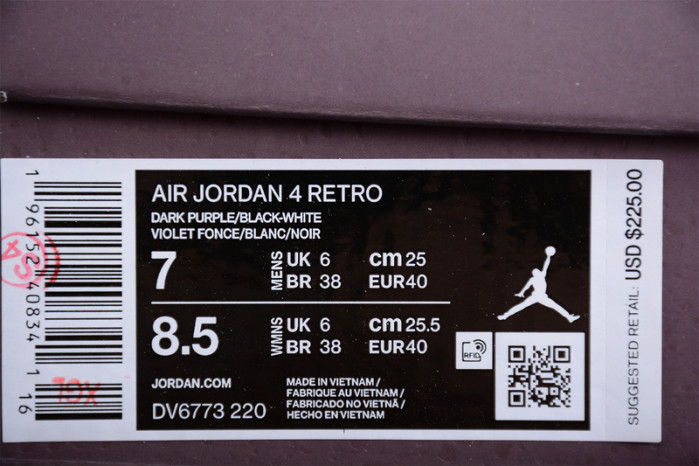 AIR JORDAN 4 RETRO
DARK PURPLE/BLACK-WHITE
VIOLET FONCE/BLANC/NOIR
7 MENS UK 6 cm 25
BR 38 EUR40
8.5 WMNS UK 6 cm 25.5
BR 38 EUR40
RFID
JORDAN.COM
DV6773 220
MADE IN VIETNAM /
FABRIQUE AU VIETNAM /
FABRICADO NO VIETNÃ /
HECHO EN VIETNAM
SUGGESTED RETAIL: USD $225.00
1 96152 40834 1 16